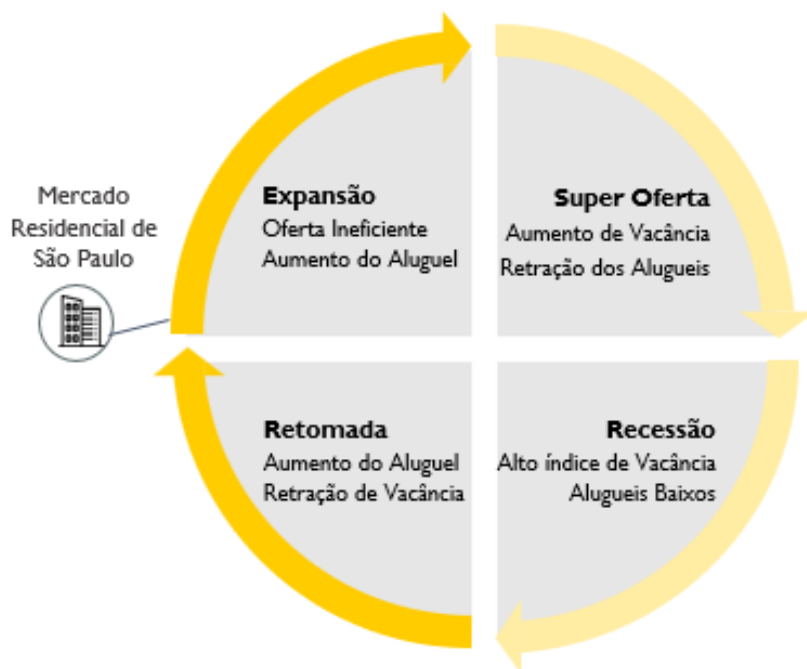 Mercado
Residencial de
São Paulo
Expansão
Oferta Ineficiente
Aumento do Aluguel
Super Oferta
Aumento de Vacância
Retração dos Alugueis
Retomada
Aumento do Aluguel
Retração de Vacância
Recessão
Alto índice de Vacância
Alugueis Baixos